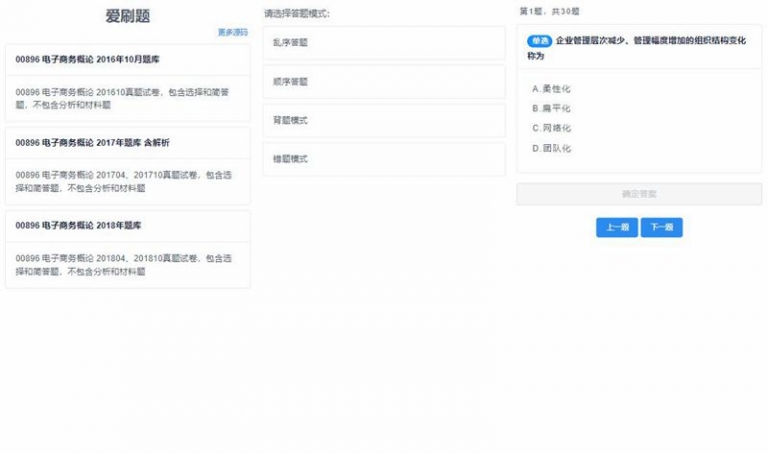 爱刷题
更多源码
00896 电子商务概论 2016年10月题库
00896 电子商务概论 201610真题试卷，包含选择和简答
题，不包含分析和材料题
00896 电子商务概论 2017年题库 含解析
00896 电子商务概论 201704、201710真题试卷，包含选
择和简答题，不包含分析和材料题
00896 电子商务概论 2018年题库
00896 电子商务概论 201804、201810真题试卷，包含选
择和简答题，不包含分析和材料题
请选择答题模式：
乱序答题
顺序答题
背题模式
错题模式
第1题，共30题
单选 企业管理层次减少、管理幅度增加的组织结构变化
称为
A.柔性化
B.扁平化
C.网络化
D.团队化
确定答案
上一题 下一题